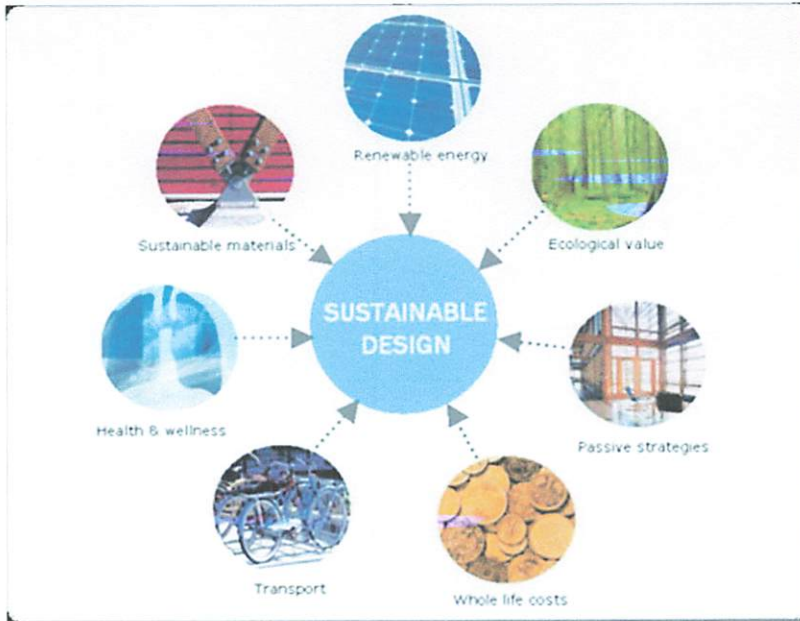 Renewable energy
Sustainable materials
Ecological value
SUSTAINABLE
DESIGN
Health & wellness
Passive strategies
Transport
Whole life costs